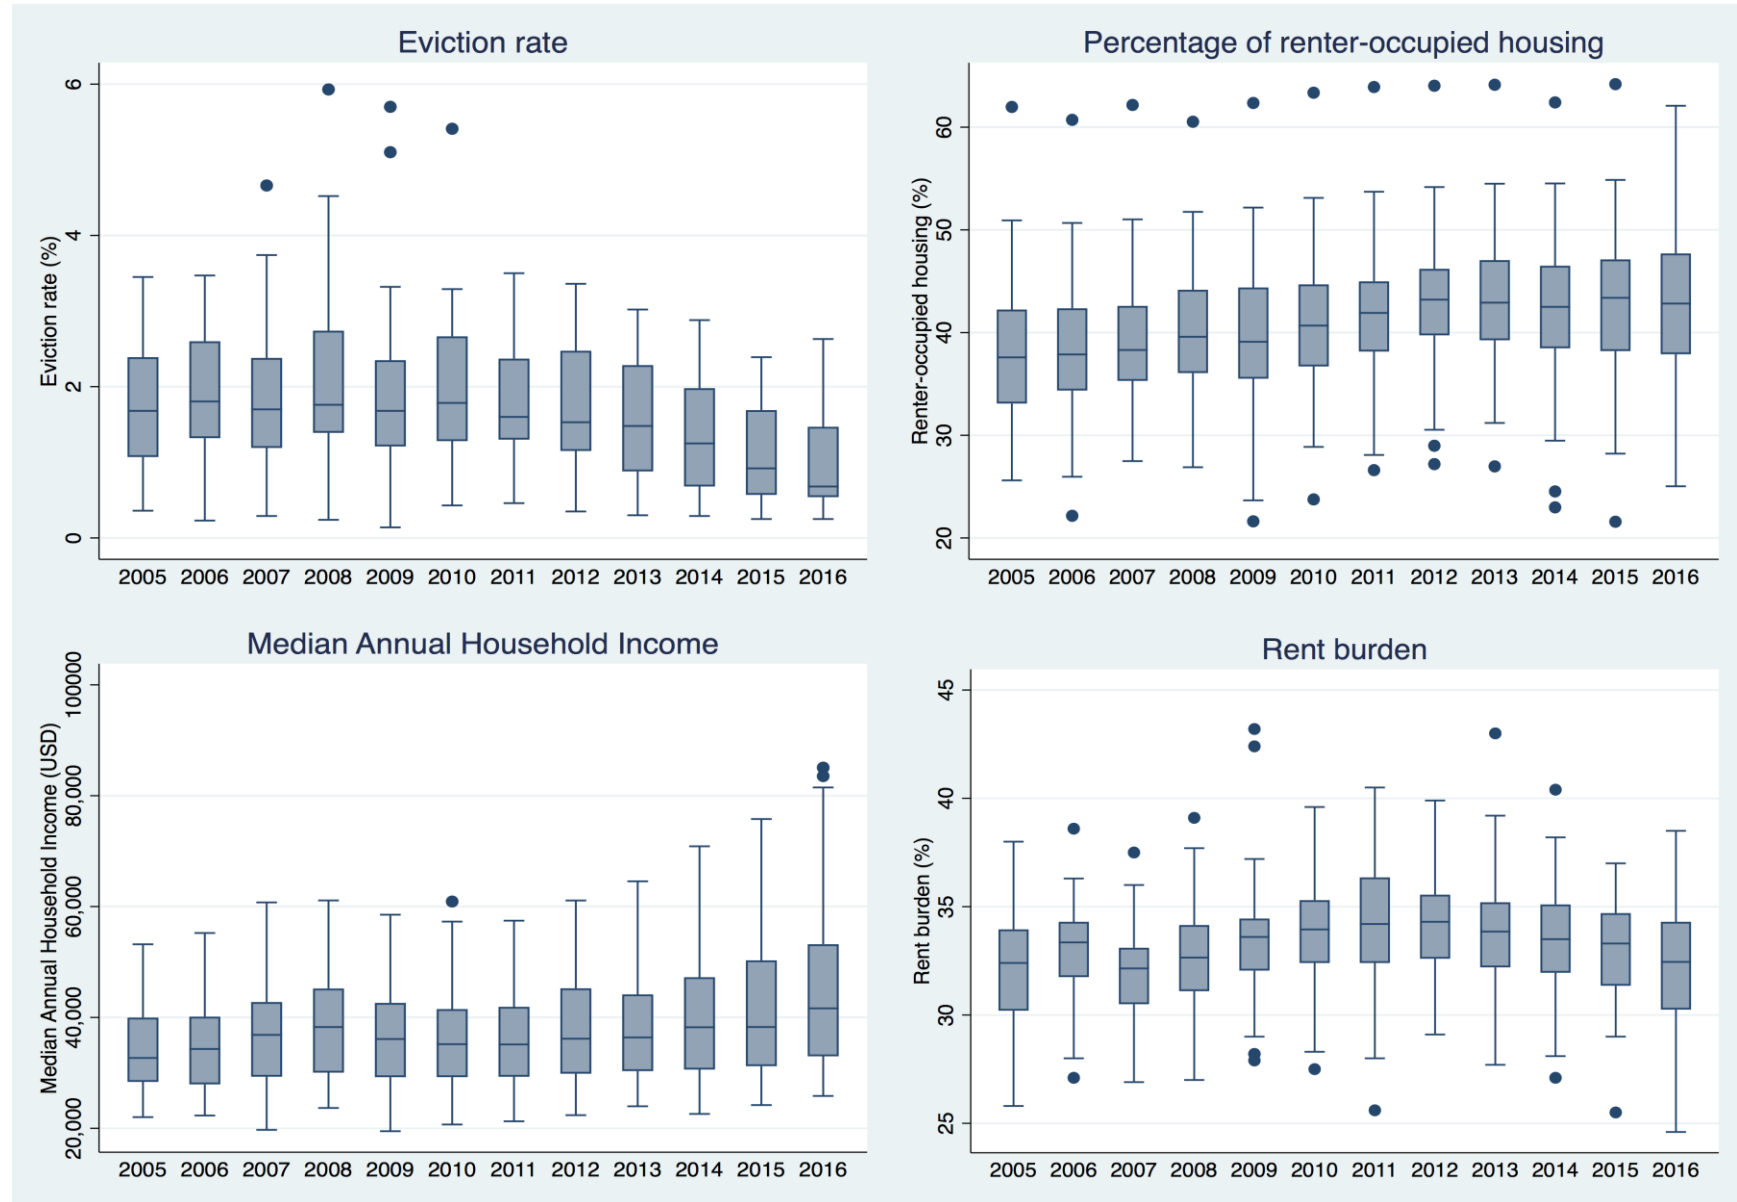 Eviction rate
Eviction rate (%)
6
4
2
0
2005 2006 2007 2008 2009 2010 2011 2012 2013 2014 2015 2016
Percentage of renter-occupied housing
Renter-occupied housing (%)
60
50
40
30
20
2005 2006 2007 2008 2009 2010 2011 2012 2013 2014 2015 2016
Median Annual Household Income
Median Annual Household Income (USD)
100000
80,000
60,000
40,000
20,000
2005 2006 2007 2008 2009 2010 2011 2012 2013 2014 2015 2016
Rent burden
Rent burden (%)
45
40
35
30
25
2005 2006 2007 2008 2009 2010 2011 2012 2013 2014 2015 2016